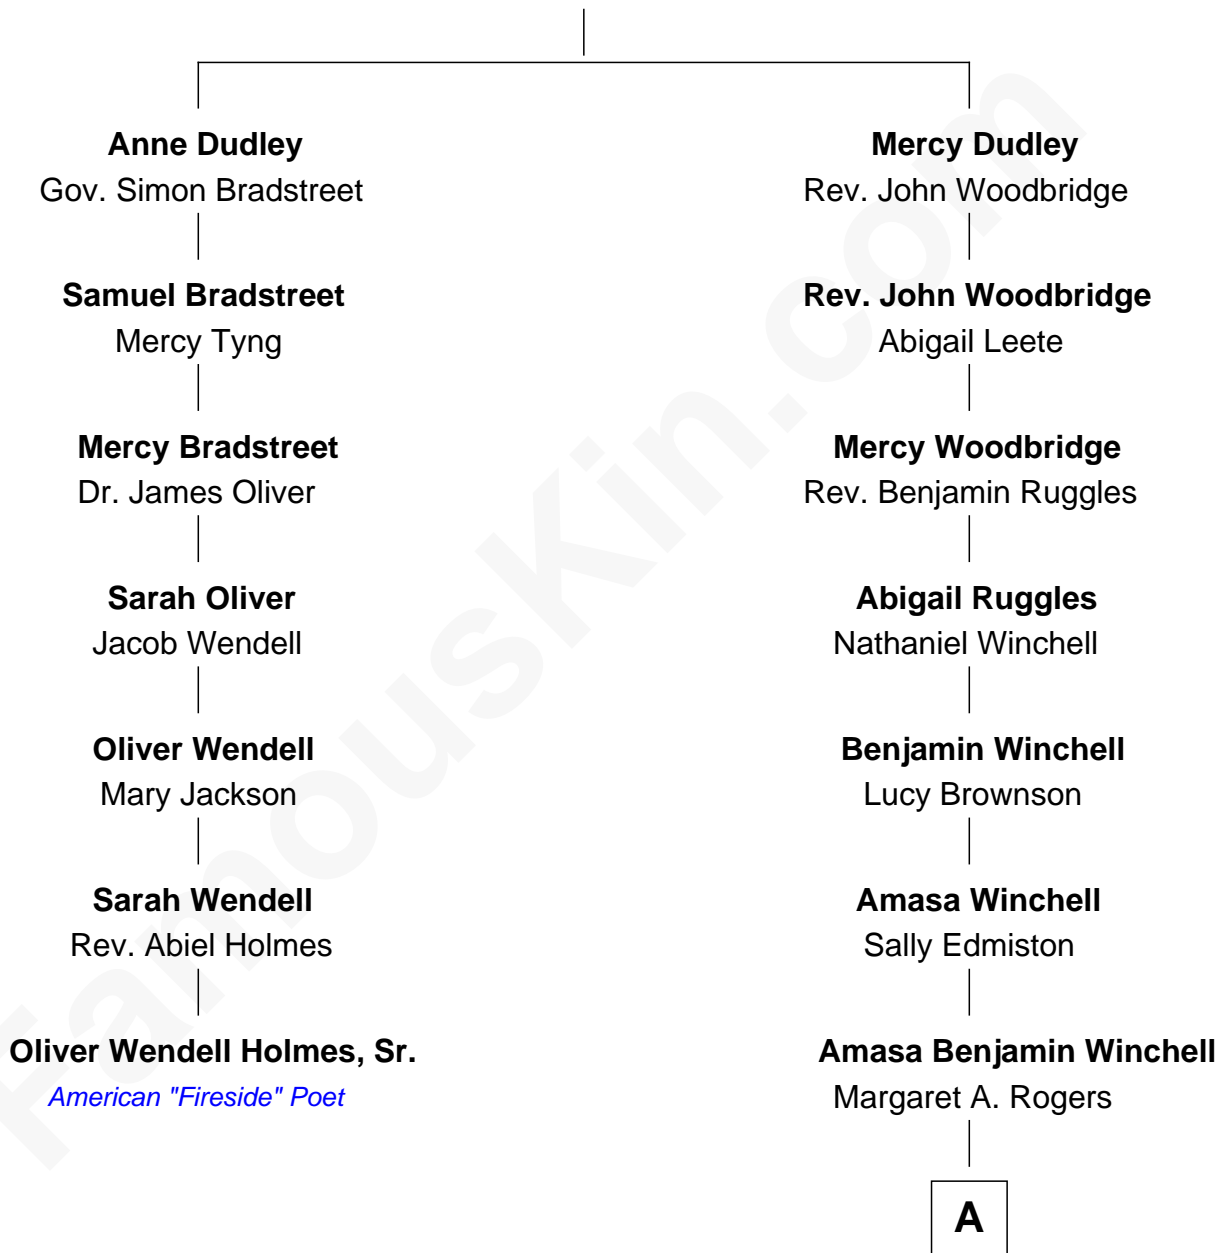 Anne Dudley
Gov. Simon Bradstreet
Samuel Bradstreet
Mercy Tyng
Mercy Bradstreet
Dr. James Oliver
Sarah Oliver
Jacob Wendell
Oliver Wendell
Mary Jackson
Sarah Wendell
Rev. Abiel Holmes
Oliver Wendell Holmes, Sr.
American "Fireside" Poet
Mercy Dudley
Rev. John Woodbridge
Rev. John Woodbridge
Abigail Leete
Mercy Woodbridge
Rev. Benjamin Ruggles
Abigail Ruggles
Nathaniel Winchell
Benjamin Winchell
Lucy Brownson
Amasa Winchell
Sally Edmiston
Amasa Benjamin Winchell
Margaret A. Rogers
A
FamousKin.com